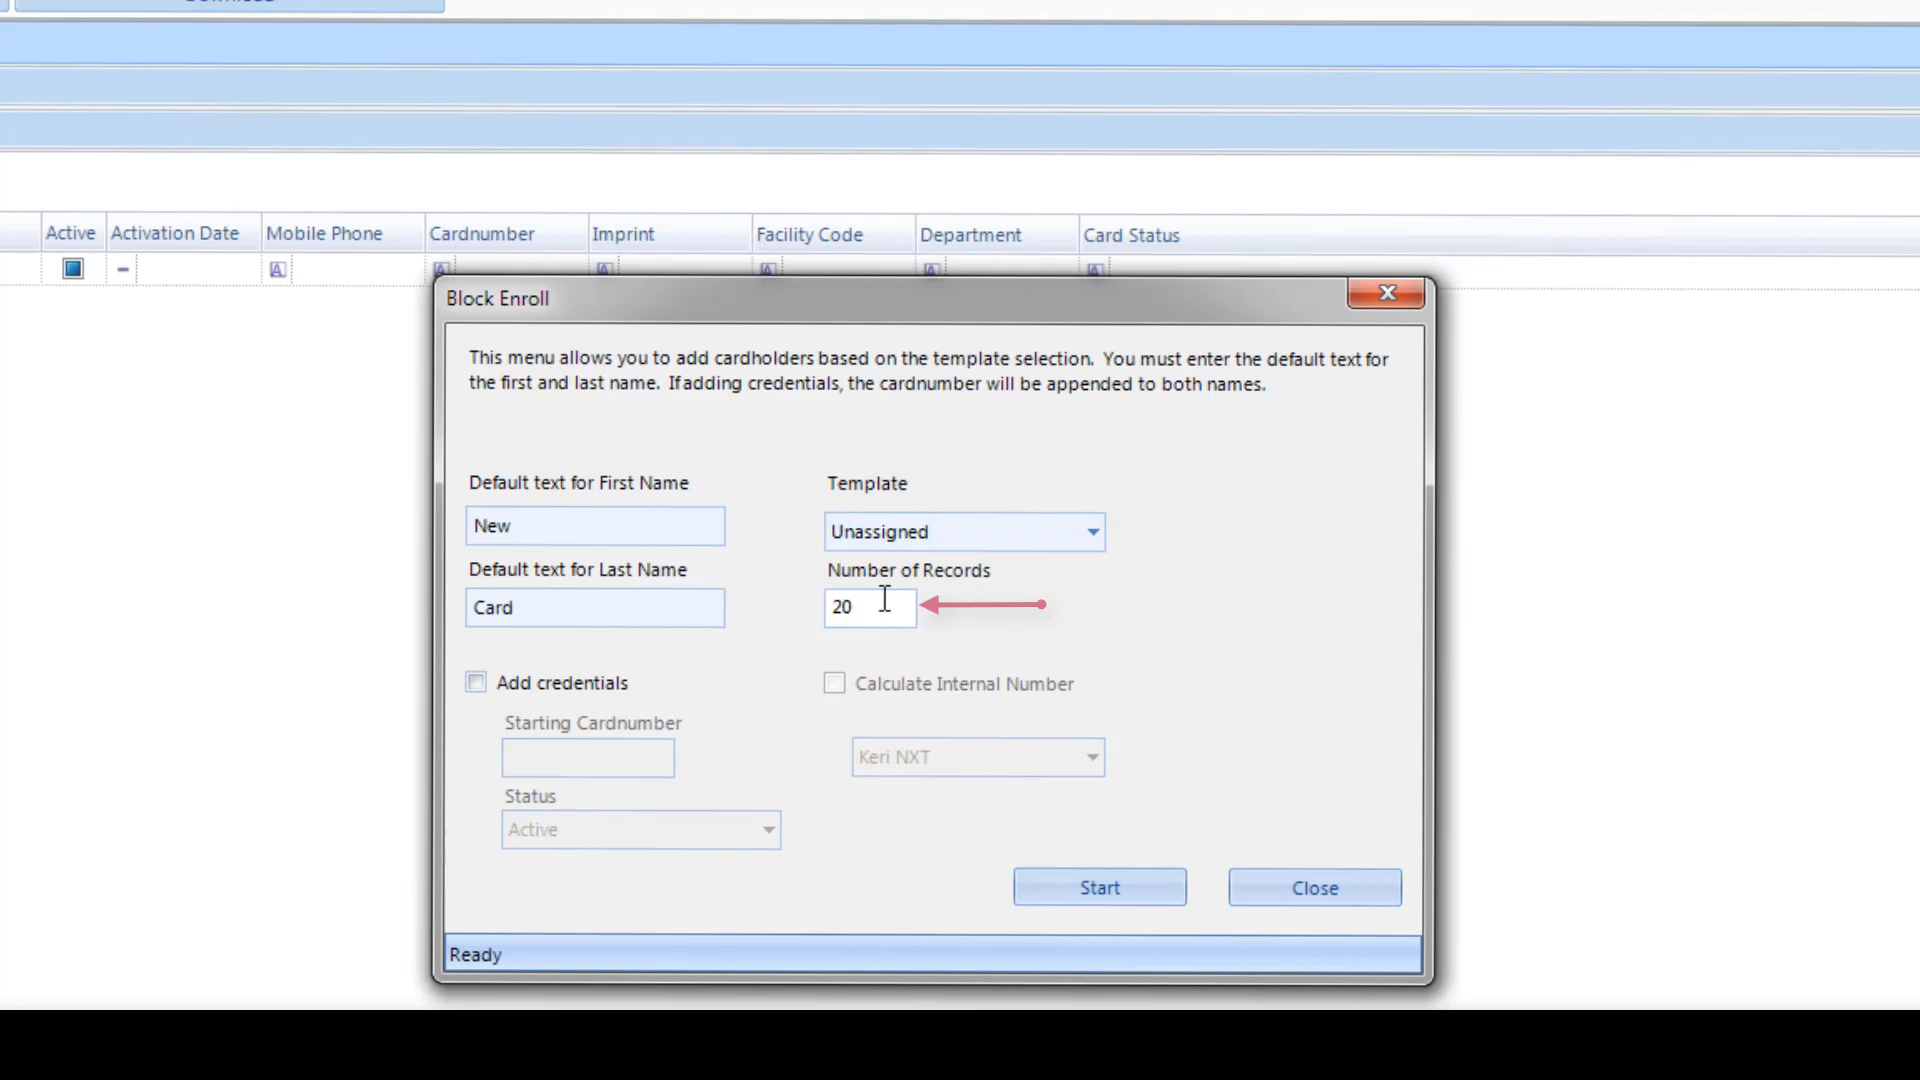 Download
Active Activation Date Mobile Phone Cardnumber Imprint Facility Code Department Card Status
A A A A A A
Block Enroll
This menu allows you to add cardholders based on the template selection. You must enter the default text for
the first and last name. If adding credentials, the cardnumber will be appended to both names.
Default text for First Name Template
New Unassigned
Default text for Last Name Number of Records
Card 20
Add credentials Calculate Internal Number
Starting Cardnumber
Keri NXT
Status
Active
Start Close
Ready